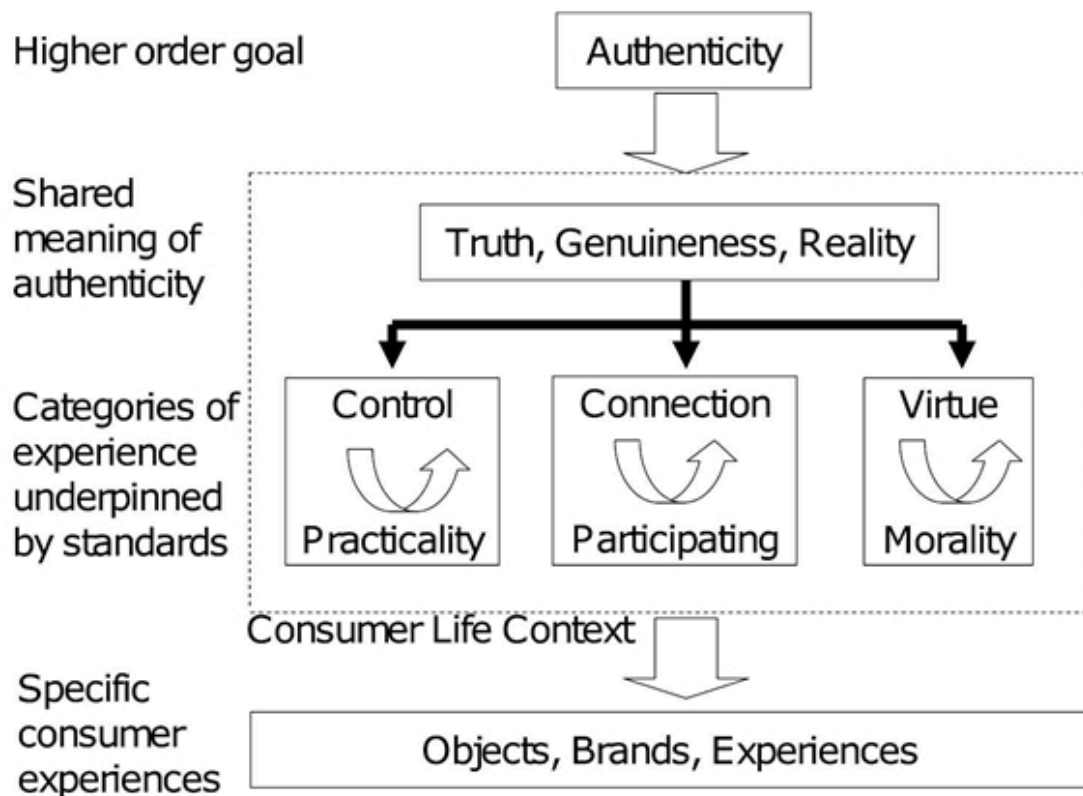 Higher order goal
Authenticity
Shared
meaning of
authenticity
Truth, Genuineness, Reality
Categories of
experience
underpinned
by standards
Control
Practicality
Connection
Participating
Virtue
Morality
Consumer Life Context
Specific
consumer
experiences
Objects, Brands, Experiences